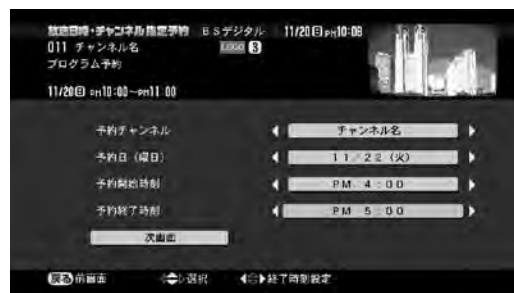 放送日時・チャンネル指定予約 BSデジタル 11/20日PM10:08
011 チャンネル名 LOGO S
プログラム予約
11/20日 PM10:00〜PM11:00
予約チャンネル チャンネル名
予約日(曜日) 11/22(火)
予約開始時刻 PM 4:00
予約終了時刻 PM 5:00
次画面
戻る 前画面 選択 終了時刻設定